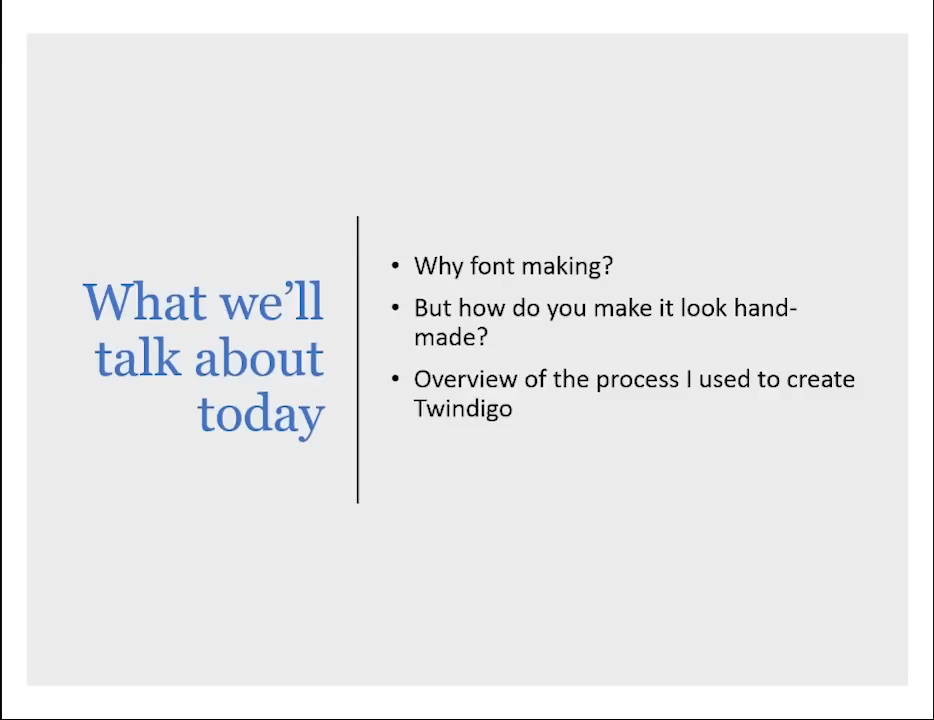 What we’ll
talk about
today
• Why font making?
• But how do you make it look hand-
made?
• Overview of the process I used to create
Twindigo